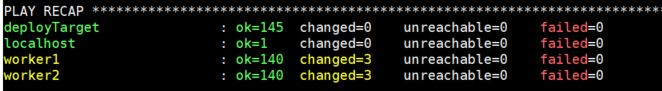 PLAY RECAP *********************************************************************
deployTarget : ok=145 changed=0 unreachable=0 failed=0
localhost : ok=1 changed=0 unreachable=0 failed=0
worker1 : ok=140 changed=3 unreachable=0 failed=0
worker2 : ok=140 changed=3 unreachable=0 failed=0